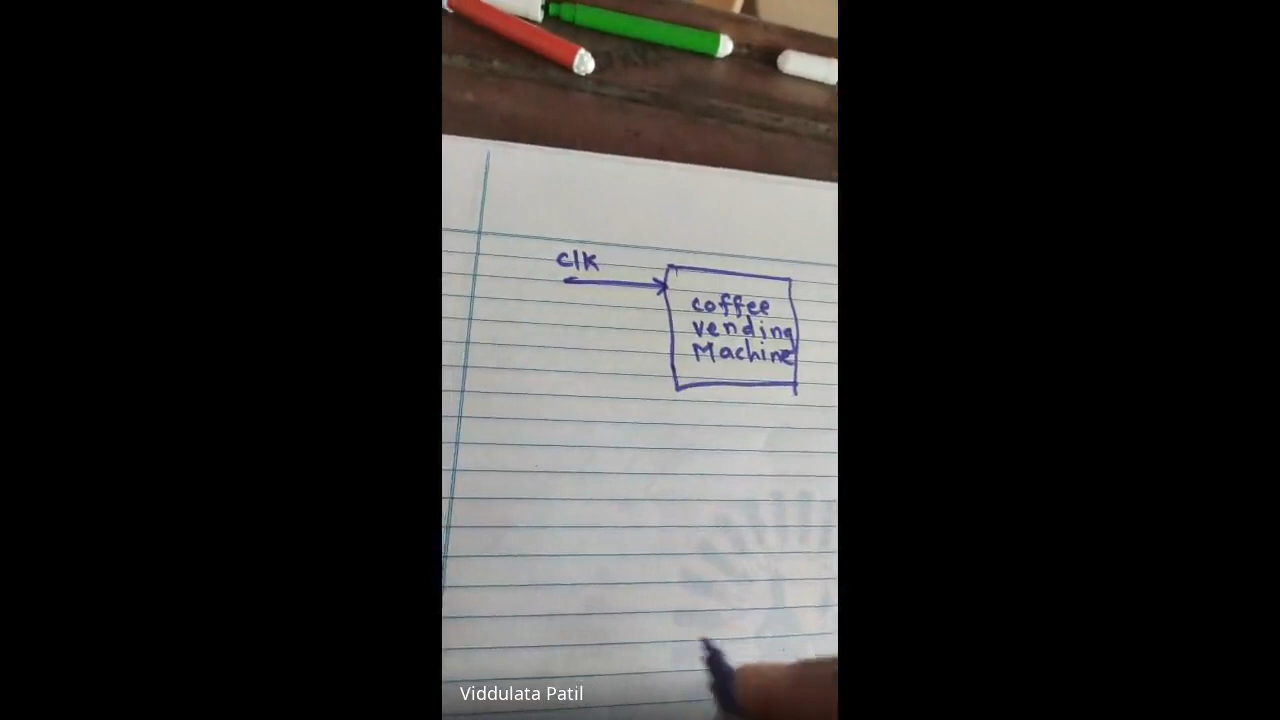 clk
coffee
vending
Machine
Viddulata Patil